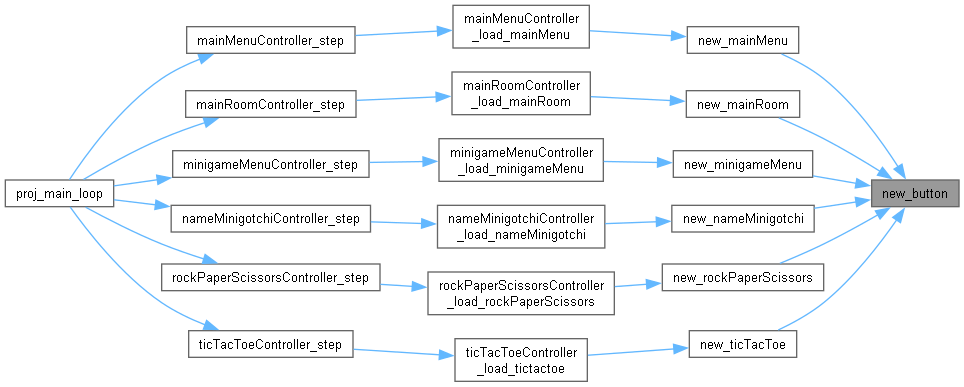 mainMenuController_step
mainMenuController
_load_mainMenu
new_mainMenu
mainRoomController_step
mainRoomController
_load_mainRoom
new_mainRoom
minigameMenuController_step
minigameMenuController
_load_minigameMenu
new_minigameMenu
proj_main_loop
new_button
nameMinigotchiController_step
nameMinigotchiController
_load_nameMinigotchi
new_nameMinigotchi
rockPaperScissorsController_step
rockPaperScissorsController
_load_rockPaperScissors
new_rockPaperScissors
ticTacToeController_step
ticTacToeController
_load_tictactoe
new_ticTacToe